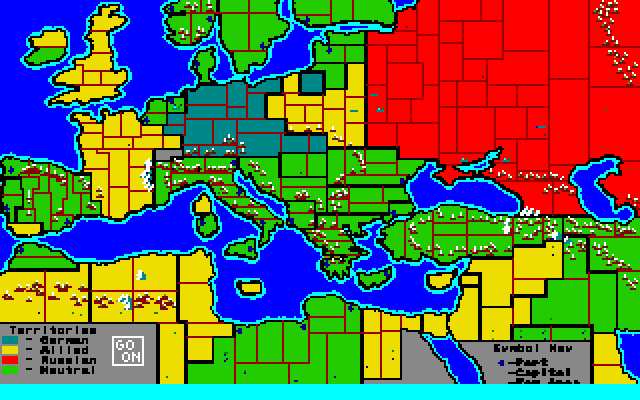 Territories
- German
- Allied
- Russian
- Neutral
GO
ON
Symbol Key
-Port
-Capital